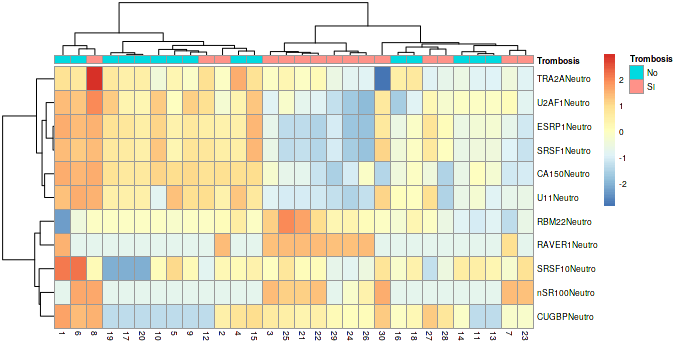 Trombosis
TRA2ANeutro
U2AF1Neutro
ESRP1Neutro
SRSF1Neutro
CA150Neutro
U11Neutro
RBM22Neutro
RAVER1Neutro
SRSF10Neutro
nSR100Neutro
CUGBPNeutro
1 6 8 19 17 20 10 5 9 12 2 4 15 3 25 21 22 29 24 26 30 16 18 27 28 14 11 13 7 23
2
1
0
-1
-2
Trombosis
No
SI